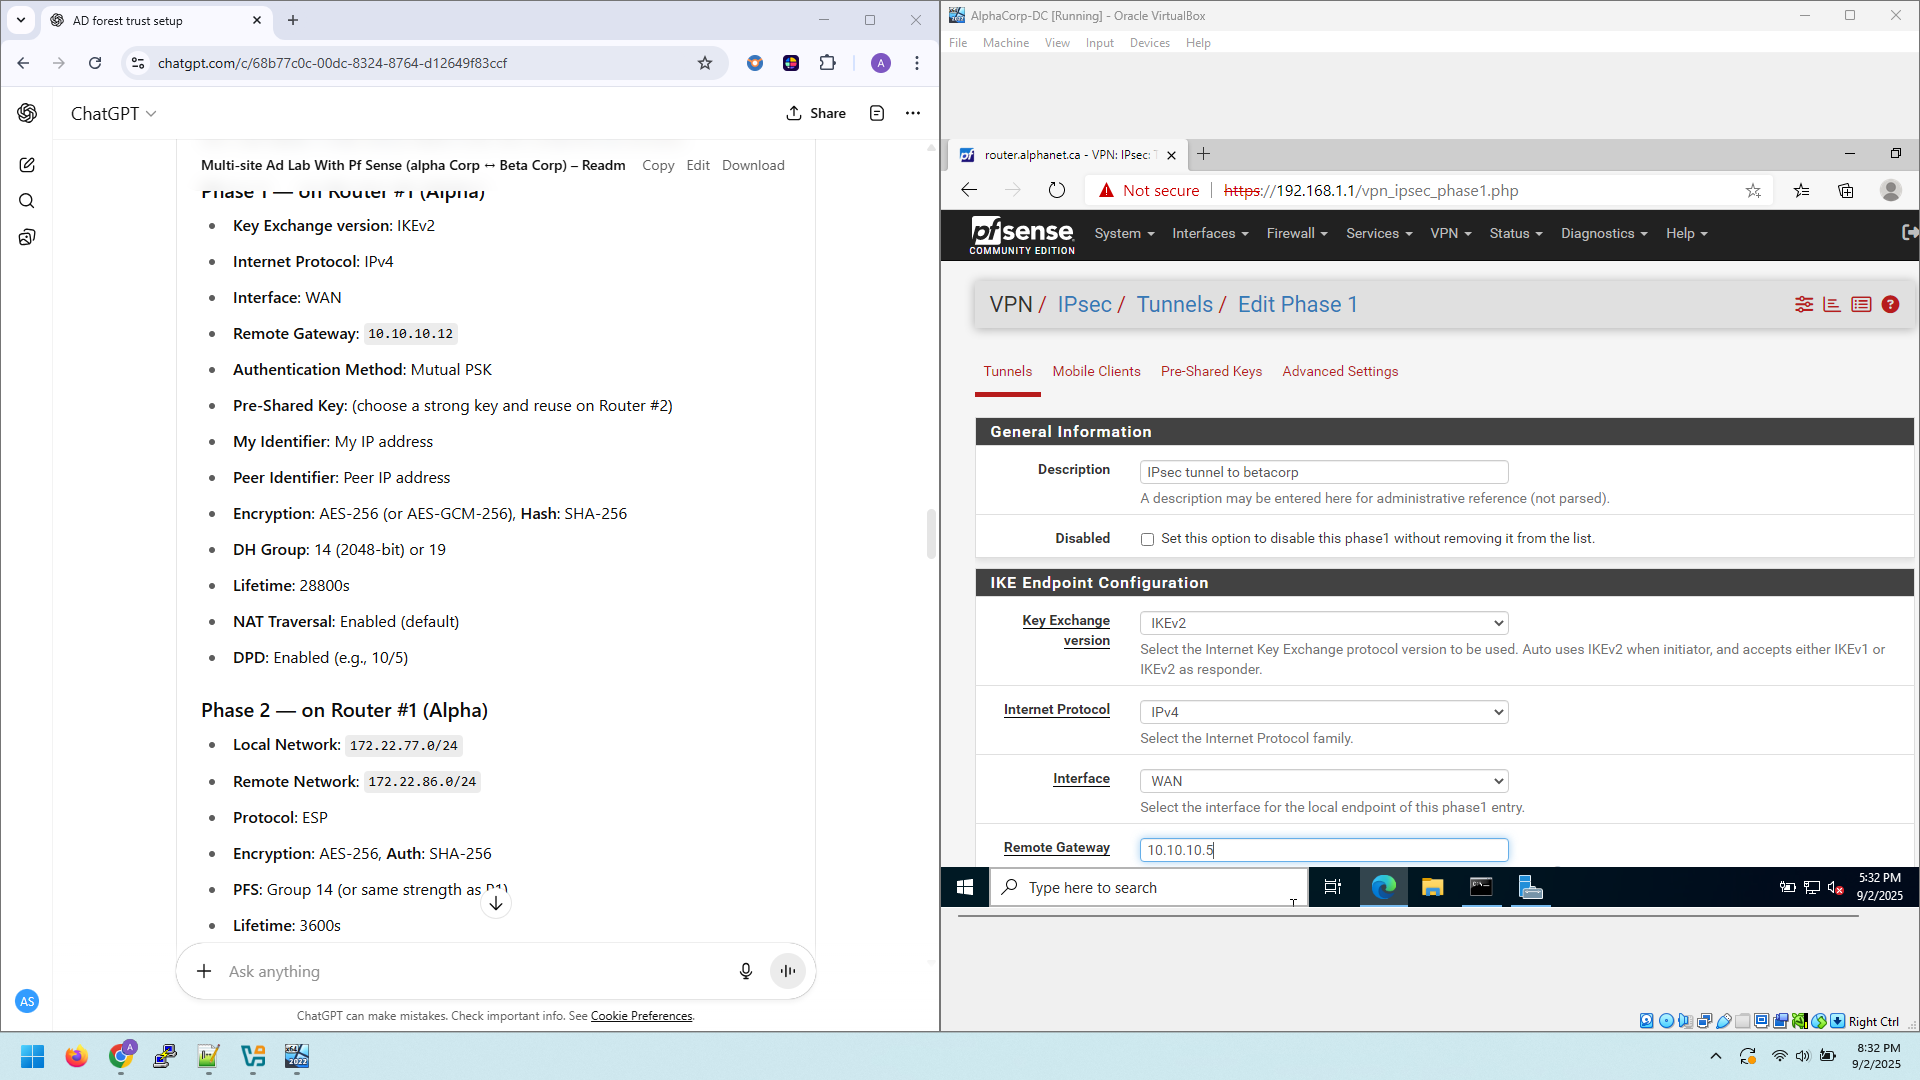 AD forest trust setup
chatgpt.com/c/68b77c0c-00dc-8324-8764-d12649f83ccf
A
ChatGPT
Share
Multi-site Ad Lab With Pf Sense (alpha Corp ↔ Beta Corp) – Readm
Copy
Edit
Download
Phase 1 — on Router #1 (Alpha)
Key Exchange version: IKEv2
Internet Protocol: IPv4
Interface: WAN
Remote Gateway: 10.10.10.12
Authentication Method: Mutual PSK
Pre-Shared Key: (choose a strong key and reuse on Router #2)
My Identifier: My IP address
Peer Identifier: Peer IP address
Encryption: AES-256 (or AES-GCM-256), Hash: SHA-256
DH Group: 14 (2048-bit) or 19
Lifetime: 28800s
NAT Traversal: Enabled (default)
DPD: Enabled (e.g., 10/5)
Phase 2 — on Router #1 (Alpha)
Local Network: 172.22.77.0/24
Remote Network: 172.22.86.0/24
Protocol: ESP
Encryption: AES-256, Auth: SHA-256
PFS: Group 14 (or same strength as P1)
Lifetime: 3600s
Ask anything
AS
ChatGPT can make mistakes. Check important info. See Cookie Preferences.
AlphaCorp-DC [Running] - Oracle VirtualBox
File
Machine
View
Input
Devices
Help
router.alphanet.ca - VPN: IPsec:
Not secure
https://192.168.1.1/vpn_ipsec_phase1.php
pfsense
COMMUNITY EDITION
System
Interfaces
Firewall
Services
VPN
Status
Diagnostics
Help
VPN / IPsec / Tunnels / Edit Phase 1
Tunnels
Mobile Clients
Pre-Shared Keys
Advanced Settings
General Information
Description
IPsec tunnel to betacorp
A description may be entered here for administrative reference (not parsed).
Disabled
Set this option to disable this phase1 without removing it from the list.
IKE Endpoint Configuration
Key Exchange
version
IKEv2
Select the Internet Key Exchange protocol version to be used. Auto uses IKEv2 when initiator, and accepts either IKEv1 or
IKEv2 as responder.
Internet Protocol
IPv4
Select the Internet Protocol family.
Interface
WAN
Select the interface for the local endpoint of this phase1 entry.
Remote Gateway
10.10.10.5
Type here to search
5:32 PM
9/2/2025
Right Ctrl
8:32 PM
9/2/2025